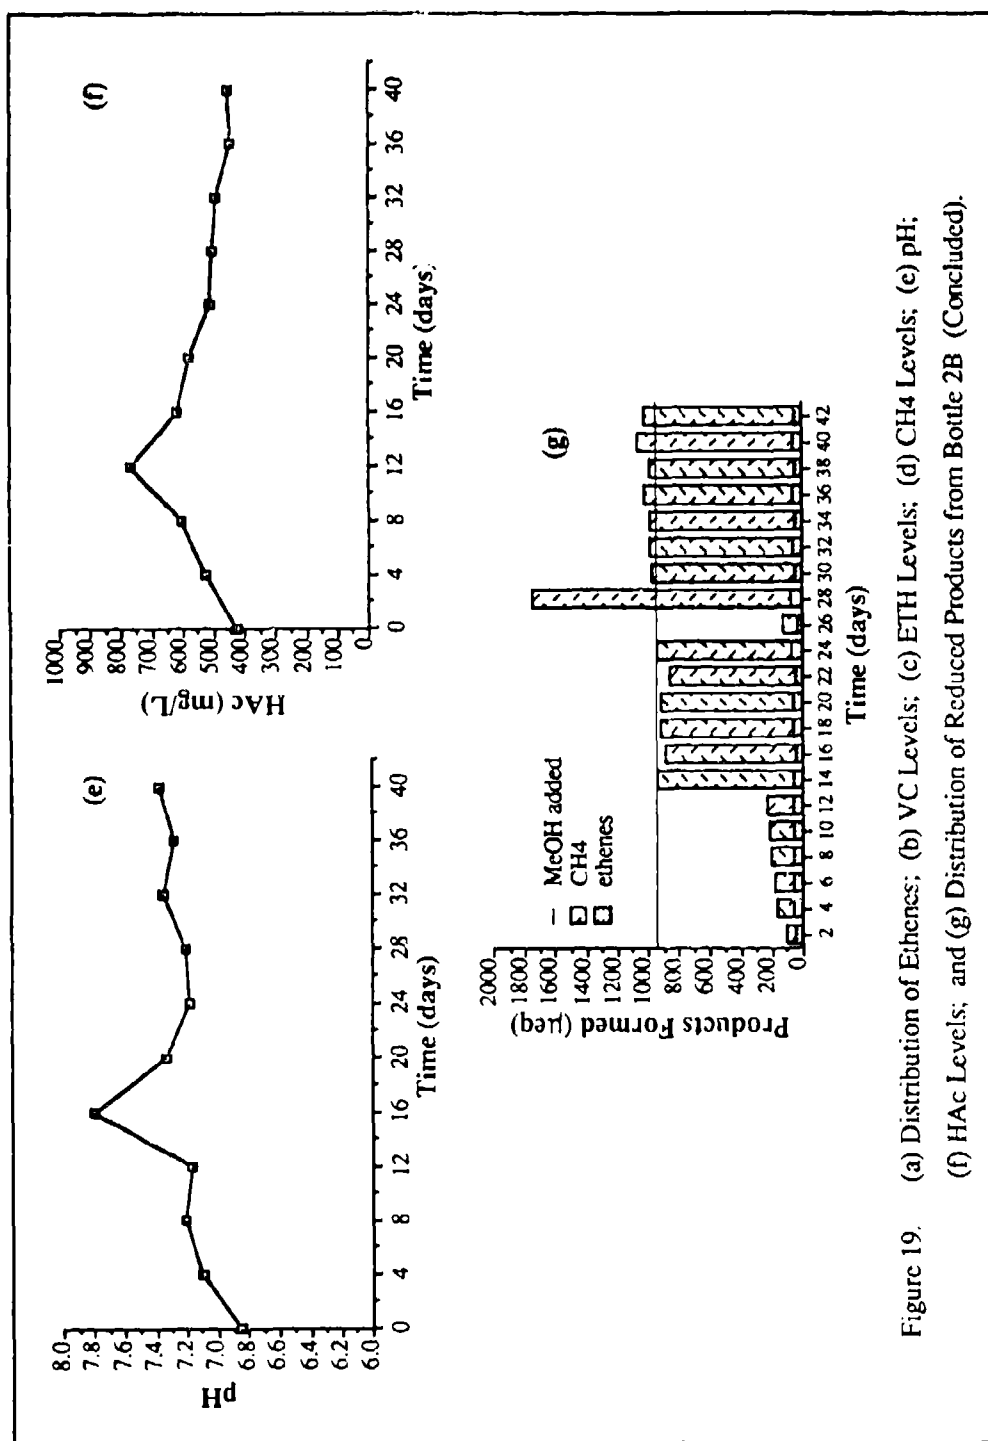 (e)
pH
8.0
7.8
7.6
7.4
7.2
7.0
6.8
6.6
6.4
6.2
6.0
0 4 8 12 16 20 24 28 32 36 40
Time (days)
(f)
HAc (mg/L)
1000
900
800
700
600
500
400
300
200
100
0
0 4 8 12 16 20 24 28 32 36 40
Time (days)
(g)
Products Formed (µeq)
2000
1800
1600
1400
1200
1000
800
600
400
200
0
— MeOH added
CH4
ethenes
2 4 6 8 10 12 14 16 18 20 22 24 26 28 30 32 34 36 38 40 42
Time (days)
Figure 19. (a) Distribution of Ethenes; (b) VC Levels; (c) ETH Levels; (d) CH4 Levels; (e) pH;
(f) HAc Levels; and (g) Distribution of Reduced Products from Bottle 2B (Concluded).